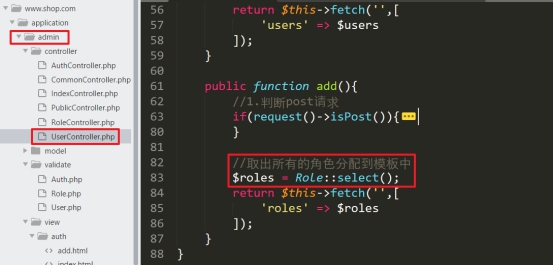 www.shop.com
application
admin
controller
AuthController.php
CommonController.php
IndexController.php
PublicController.php
RoleController.php
UserController.php
model
validate
Auth.php
Role.php
User.php
view
auth
<> add.html
<> index.html
56 return $this->fetch('',[
57 'users' => $users
58 ]);
59 }
60
61 public function add(){
62 //1.判断post请求
63 if(request()->isPost()){
80 }
81
82 //取出所有的角色分配到模板中
83 $roles = Role::select();
84 return $this->fetch('',[
85 'roles' => $roles
86 ]);
87 }
88 }